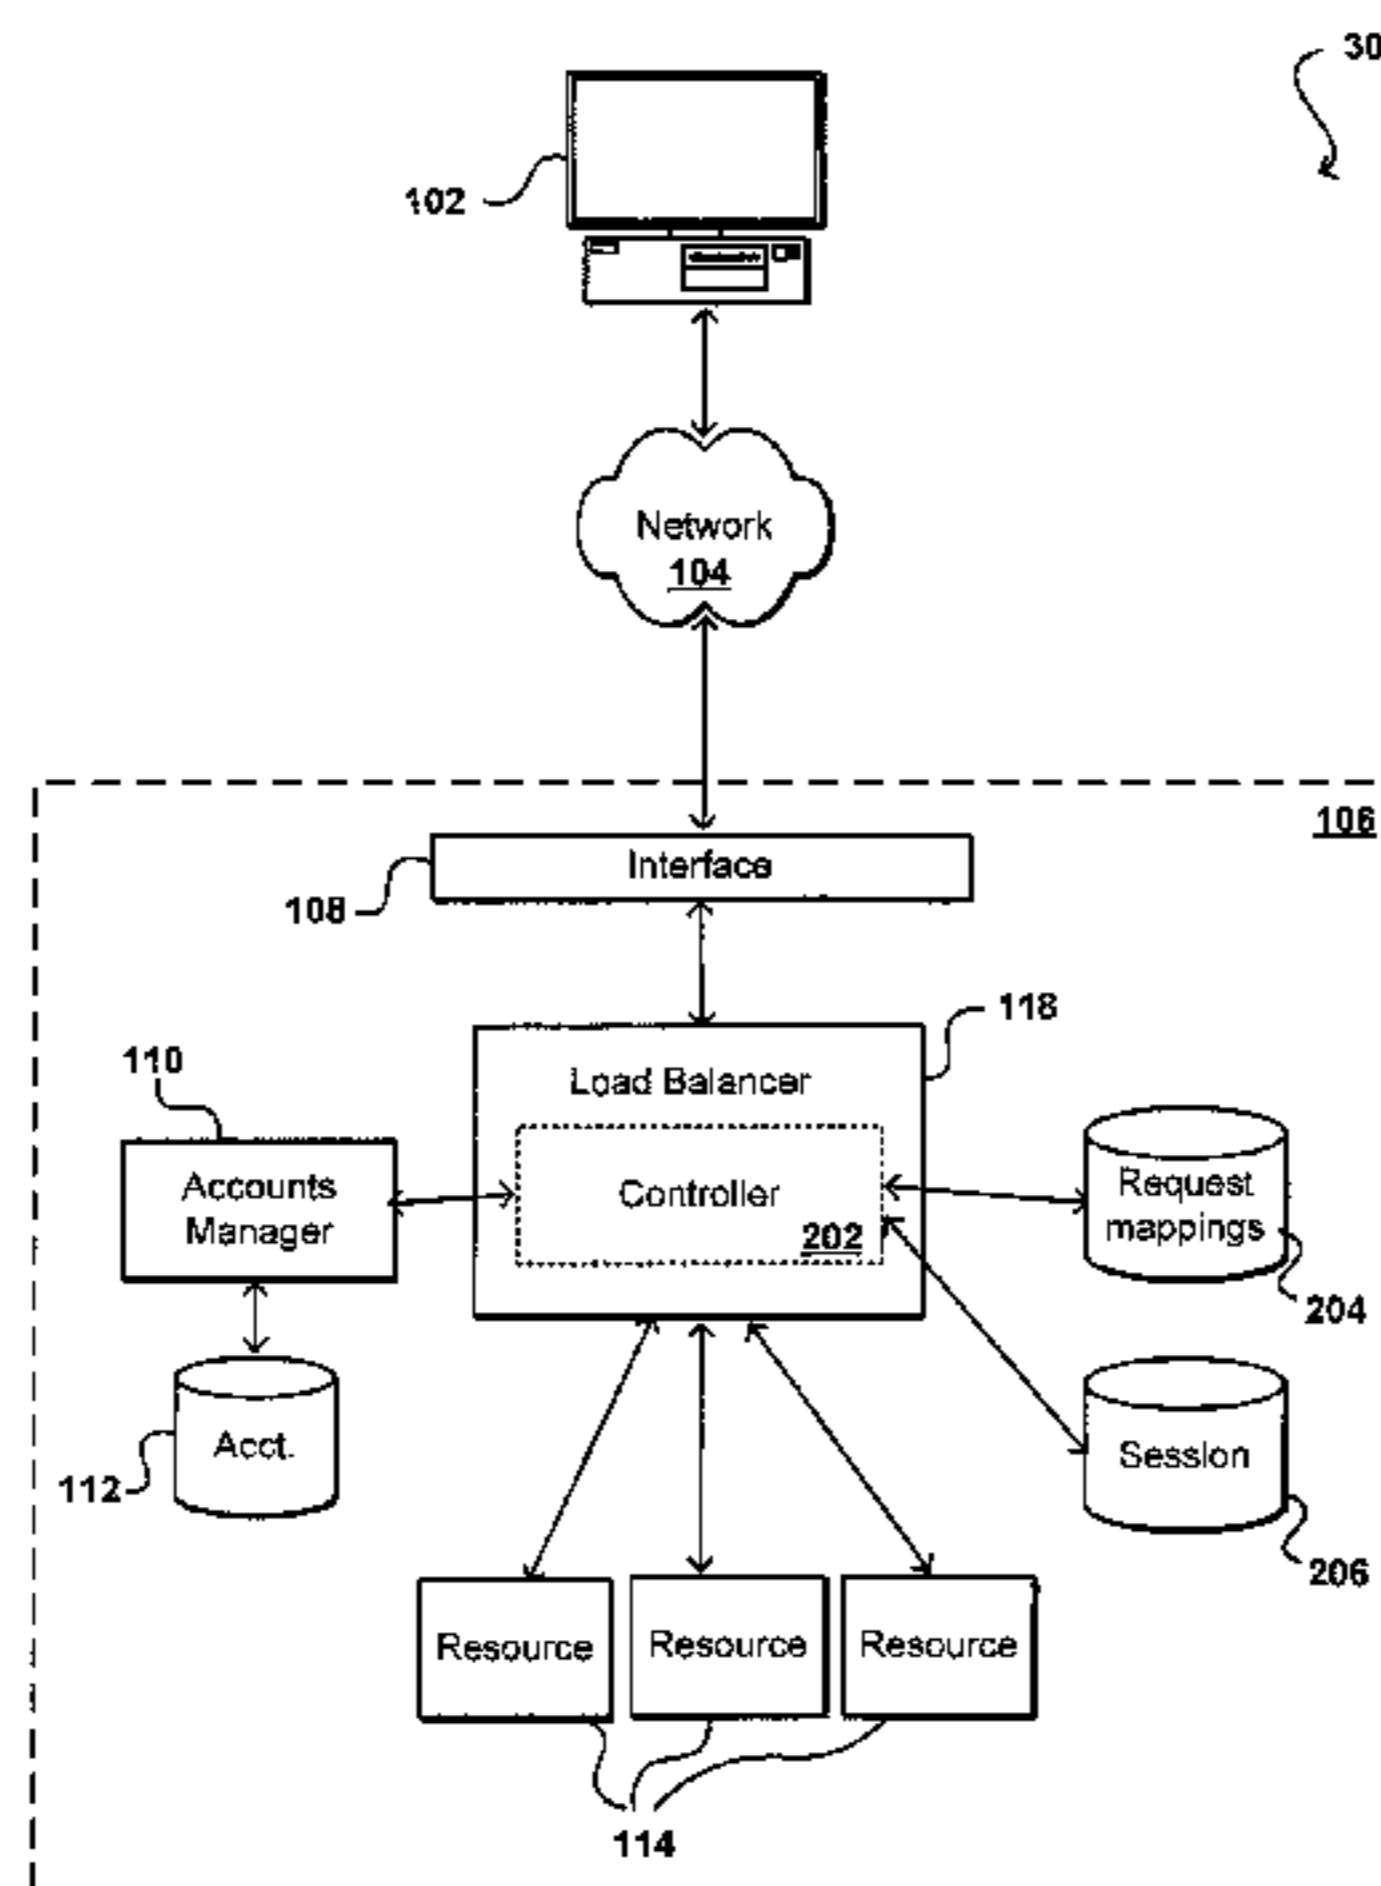 30
102
Network
104
106
Interface
108
118
Load Balancer
110
Accounts
Manager
Controller
202
Request
mappings
204
Acct.
112
Session
206
Resource
Resource
Resource
114